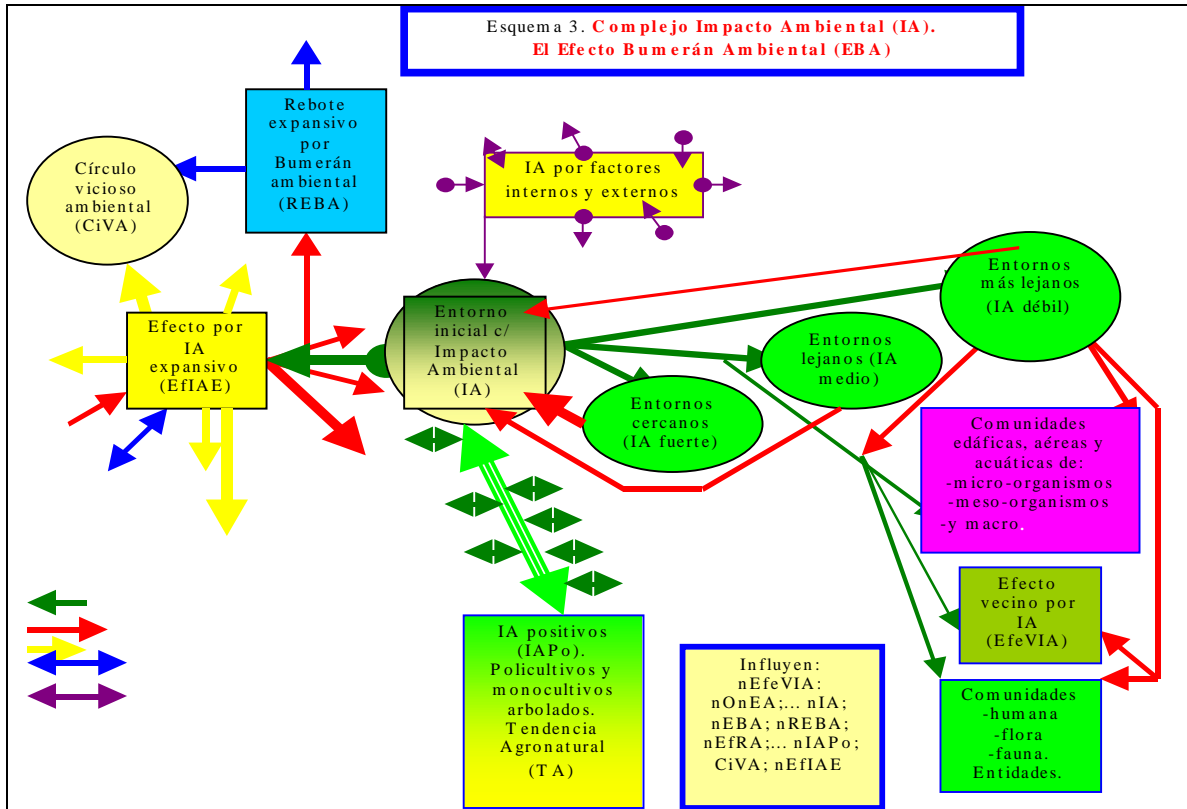 Esquema 3. Complejo Impacto Ambiental (IA).
El Efecto Bumerán Ambiental (EBA)
Rebote
expansivo por
Bumerán
ambiental
(REBA)
Círculo
vicioso
ambiental
(CiVA)
IA por factores
internos y externos
Entornos
más lejanos
(IA débil)
Efecto por
IA
expansivo
(EfIAE)
Entorno
inicial c/
Impacto
Ambiental
(IA)
Entornos
lejanos (IA
medio)
Entornos
cercanos
(IA fuerte)
Comunidades
edáficas, aéreas y
acuáticas de:
-micro-organismos
-meso-organismos
-y macro.
Efecto
vecino por
IA
(EfeVIA)
IA positivos
(IAPo).
Policultivos y
monocultivos
arbolados.
Tendencia
Agronatural
(TA)
Influyen:
nEfeVIA:
nOnEA;... nIA;
nEBA; nREBA;
nEfRA;... nIAPo;
CiVA; nEfIAE
Comunidades
-humana
-flora
-fauna.
Entidades.